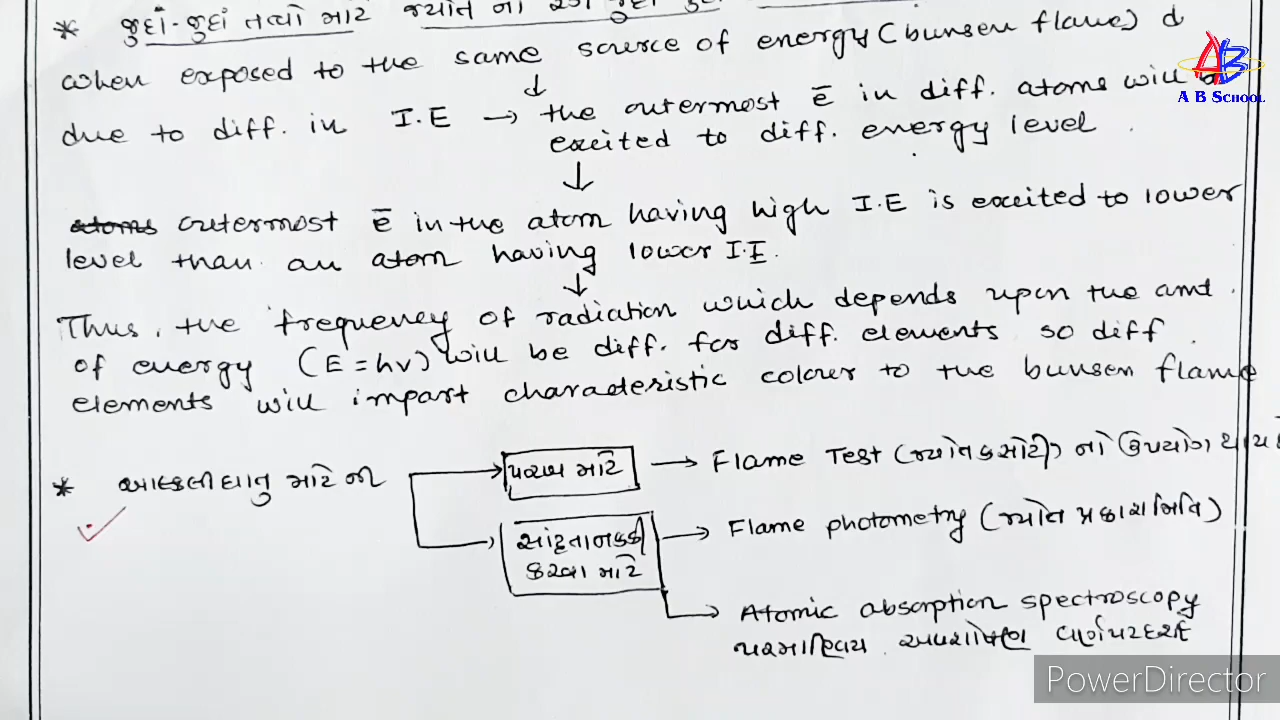 * જુદાં-જુદાં તત્વો માટે જ્યોત ના
when exposed to the same source of energy (bunsen flame) d
↓
due to diff. in I.E → the outermost ē in diff. atoms will b
excited to diff. energy level
↓
atoms outermost ē in the atom having high I.E is excited to lower
level than an atom having lower I.E.
↓
Thus, the frequency of radiation which depends upon the amt.
of energy (E = hν) will be diff. for diff. elements so diff
elements will impart characteristic colour to the bunsen flame
* આલ્કલી ધાતુ માટે ની
પરખ માટે → Flame Test (જ્યોત કસોટી) નો ઉપયોગ થાય છે
સાંદ્રતા નક્કી કરવા માટે → Flame photometry (જ્યોત પ્રકાશમિતિ)
→ Atomic absorption spectroscopy
પરમાણ્વિય અવશોષણ
A B SCHOOL
PowerDirector